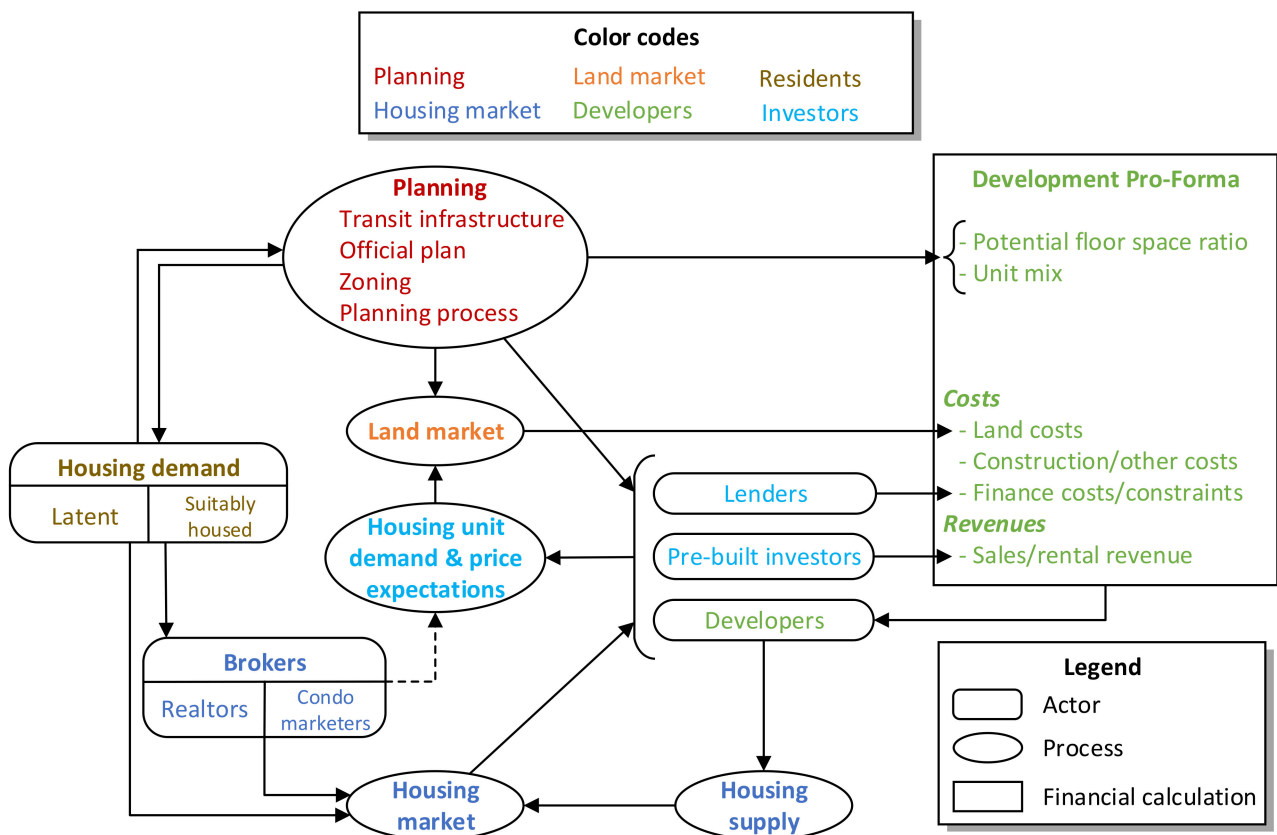 Color codes
Planning
Land market
Residents
Housing market
Developers
Investors
Planning
Transit infrastructure
Official plan
Zoning
Planning process
Development Pro-Forma
- Potential floor space ratio
- Unit mix
Costs
- Land costs
- Construction/other costs
- Finance costs/constraints
Revenues
- Sales/rental revenue
Land market
Housing demand
Latent
Suitably
housed
Housing unit
demand & price
expectations
Lenders
Pre-built investors
Developers
Brokers
Realtors
Condo
marketers
Housing
market
Housing
supply
Legend
Actor
Process
Financial calculation